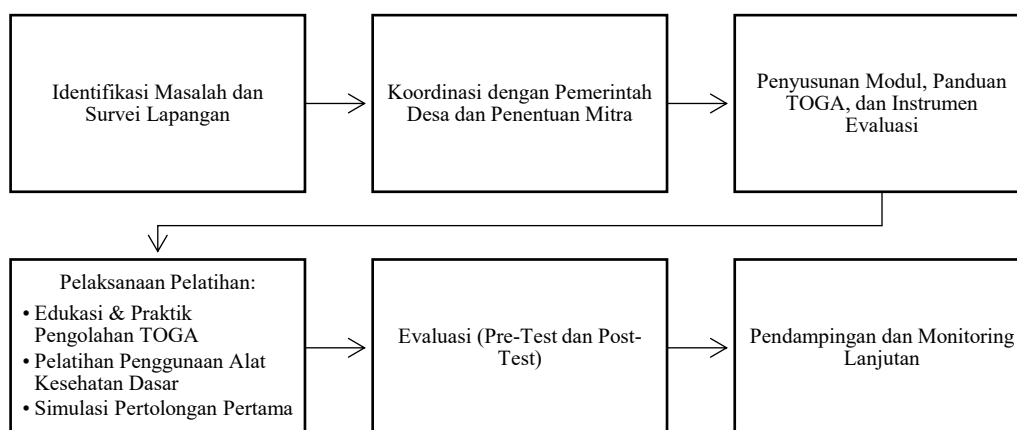 Identifikasi Masalah dan
Survei Lapangan
Koordinasi dengan Pemerintah
Desa dan Penentuan Mitra
Penyusunan Modul, Panduan
TOGA, dan Instrumen
Evaluasi
Pelaksanaan Pelatihan:
• Edukasi & Praktik
Pengolahan TOGA
• Pelatihan Penggunaan Alat
Kesehatan Dasar
• Simulasi Pertolongan Pertama
Evaluasi (Pre-Test dan Post-
Test)
Pendampingan dan Monitoring
Lanjutan